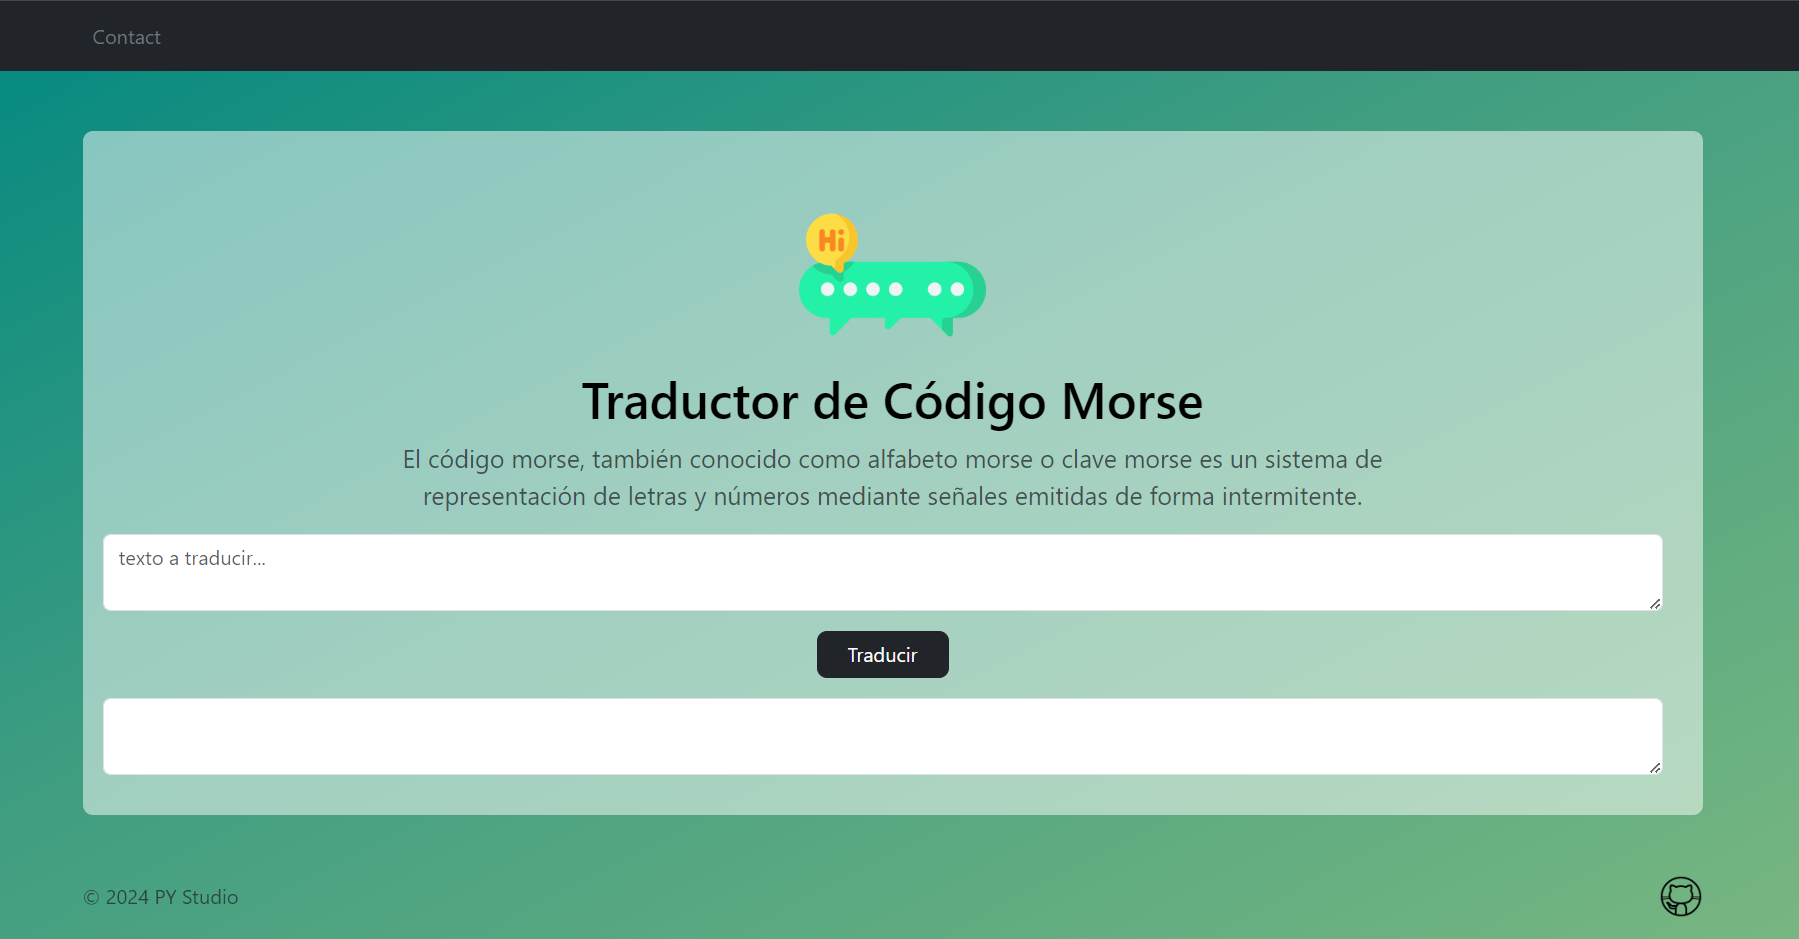 Contact
Hi
Traductor de Código Morse
El código morse, también conocido como alfabeto morse o clave morse es un sistema de
representación de letras y números mediante señales emitidas de forma intermitente.
texto a traducir...
Traducir
© 2024 PY Studio